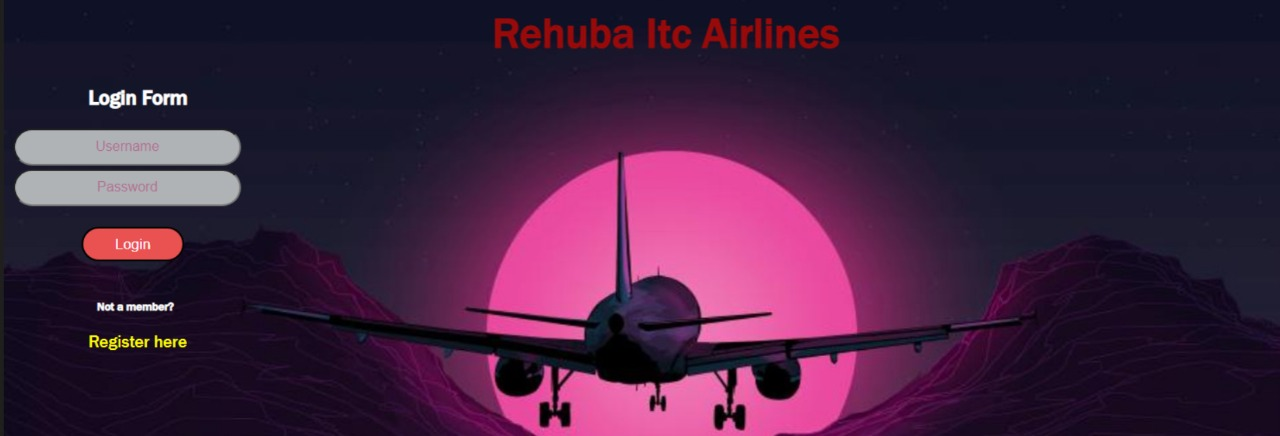 Rehuba Itc Airlines
Login Form
Username
Password
Login
Not a member?
Register here